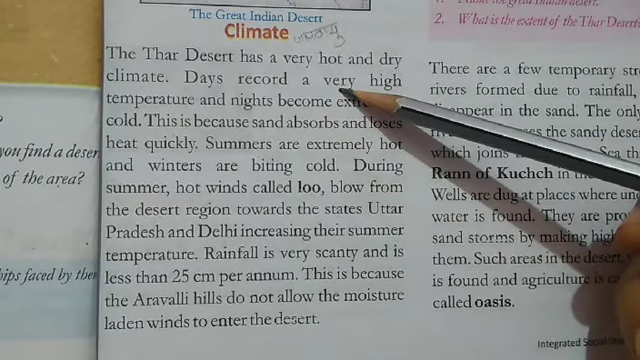 The Great Indian Desert
Climate जलवायु
The Thar Desert has a very hot and dry
climate. Days record a very high
temperature and nights become
cold. This is because sand absorbs and loses
heat quickly. Summers are extremely hot
and winters are biting cold. During
summer, hot winds called loo, blow from
the desert region towards the states Uttar
Pradesh and Delhi increasing their summer
temperature. Rainfall is very scanty and is
less than 25 cm per annum. This is because
the Aravalli hills do not allow the moisture
laden winds to enter the desert.
you find a deser
of the area?
hips faced by the
2. What is the extent of the Thar Desert
There are a few temporary
rivers formed due to rainfall,
disappear in the sand. The only
the sandy desert
which joins
Rann of Kuchch in
Wells are dug at places where
water is found. They are
sand storms by making high
them. Such areas in the desert,
is found and agriculture is
called oasis.
Integrated Social